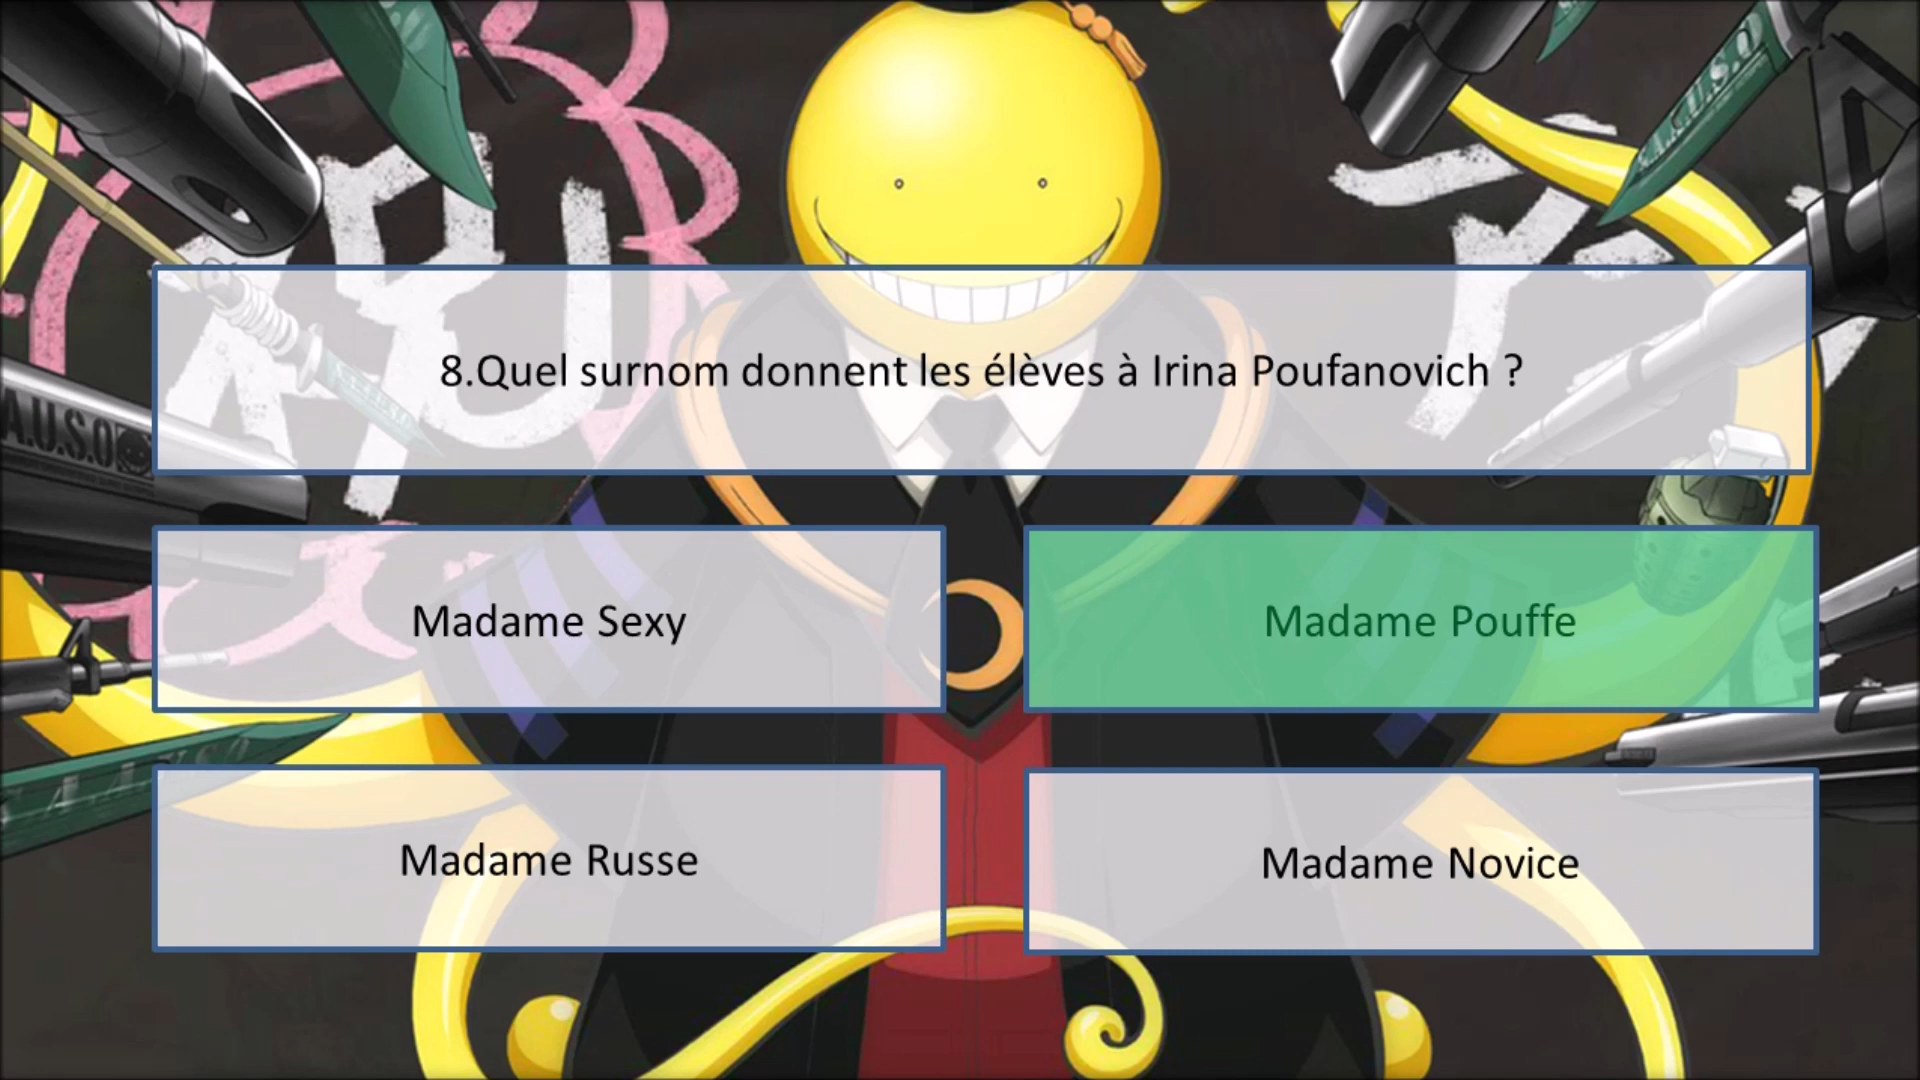 A.A.U.S.O
A.U.S.O
8.Quel surnom donnent les élèves à Irina Poufanovich ?
Madame Sexy
Madame Pouffe
Madame Russe
Madame Novice